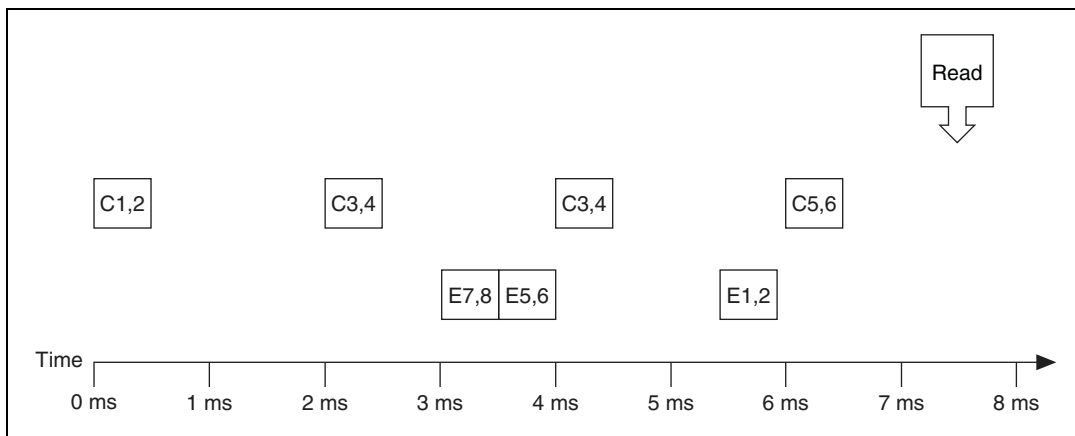 Read
C1,2 C3,4 C3,4 C5,6
E7,8 E5,6 E1,2
Time
0 ms 1 ms 2 ms 3 ms 4 ms 5 ms 6 ms 7 ms 8 ms